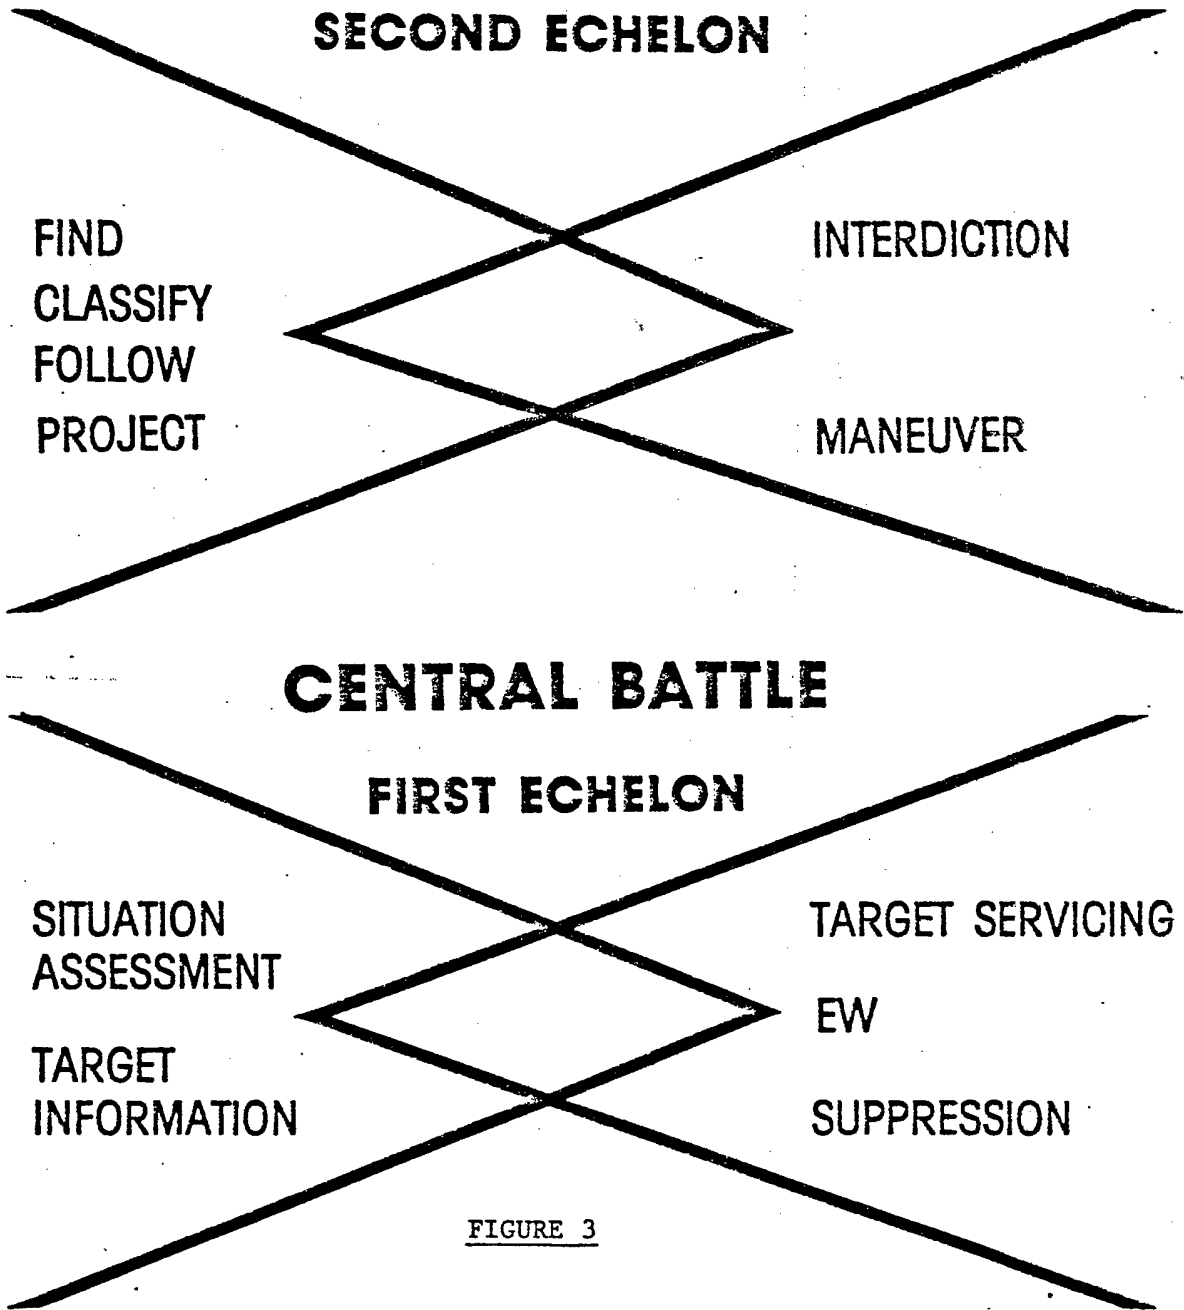 SECOND ECHELON
FIND
CLASSIFY
FOLLOW
PROJECT
INTERDICTION
MANEUVER
CENTRAL BATTLE
FIRST ECHELON
SITUATION
ASSESSMENT
TARGET
INFORMATION
TARGET SERVICING
EW
SUPPRESSION
FIGURE 3